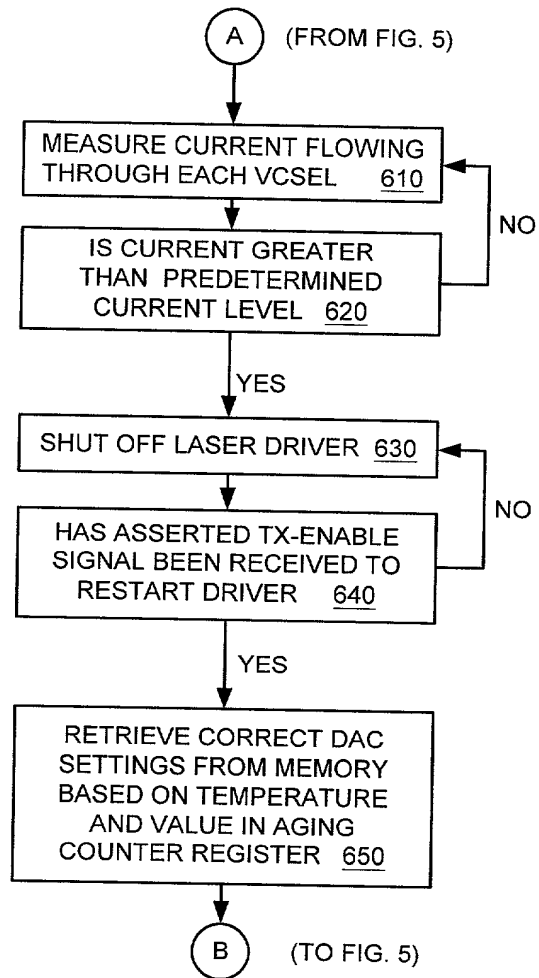 A (FROM FIG. 5)
MEASURE CURRENT FLOWING
THROUGH EACH VCSEL 610
NO
IS CURRENT GREATER
THAN PREDETERMINED
CURRENT LEVEL 620
YES
SHUT OFF LASER DRIVER 630
NO
HAS ASSERTED TX-ENABLE
SIGNAL BEEN RECEIVED TO
RESTART DRIVER 640
YES
RETRIEVE CORRECT DAC
SETTINGS FROM MEMORY
BASED ON TEMPERATURE
AND VALUE IN AGING
COUNTER REGISTER 650
B (TO FIG. 5)